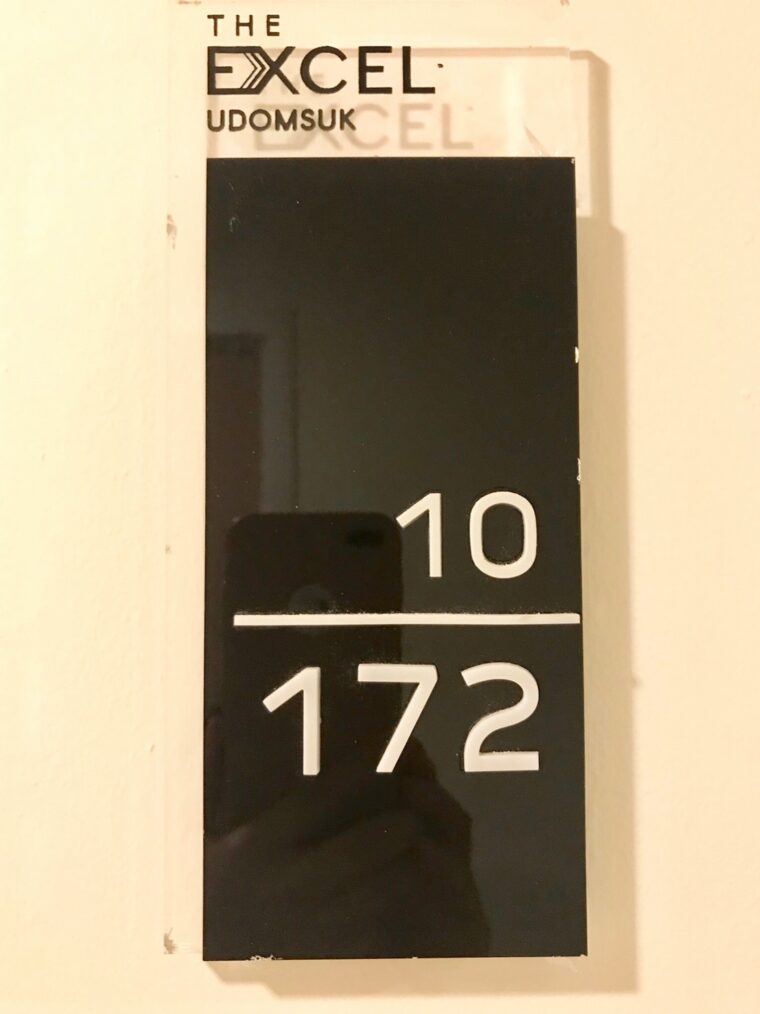 THE
EXCEL
UDOMSUK
10
172